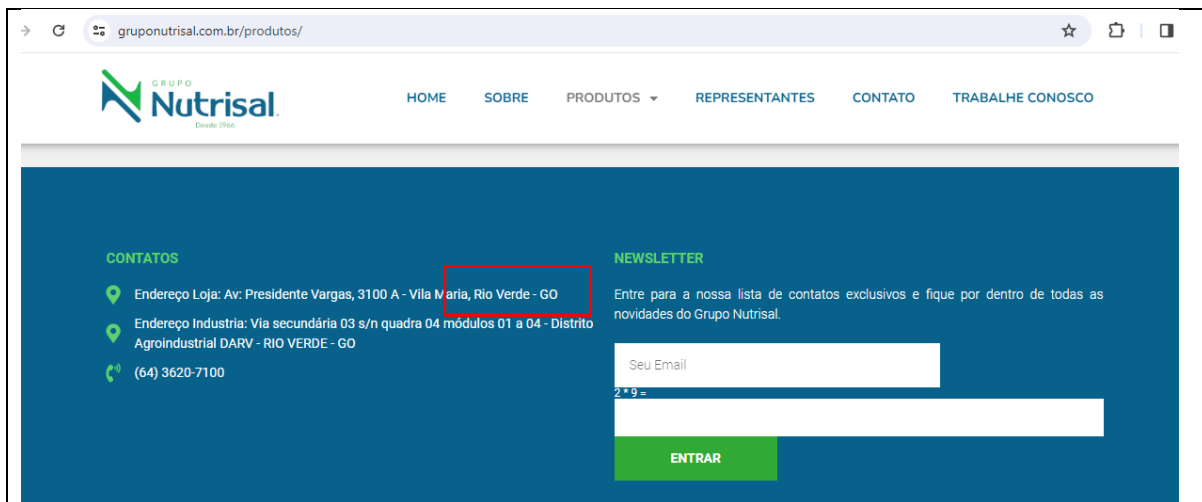 gruponutrisal.com.br/produtos/
GRUPO
Nutrisal
Desde 1966
HOME SOBRE PRODUTOS REPRESENTANTES CONTATO TRABALHE CONOSCO
CONTATOS
Endereço Loja: Av: Presidente Vargas, 3100 A - Vila Maria, Rio Verde - GO
Endereço Industria: Via secundária 03 s/n quadra 04 módulos 01 a 04 - Distrito
Agroindustrial DARV - RIO VERDE - GO
(64) 3620-7100
NEWSLETTER
Entre para a nossa lista de contatos exclusivos e fique por dentro de todas as
novidades do Grupo Nutrisal.
Seu Email
2 * 9 =
ENTRAR